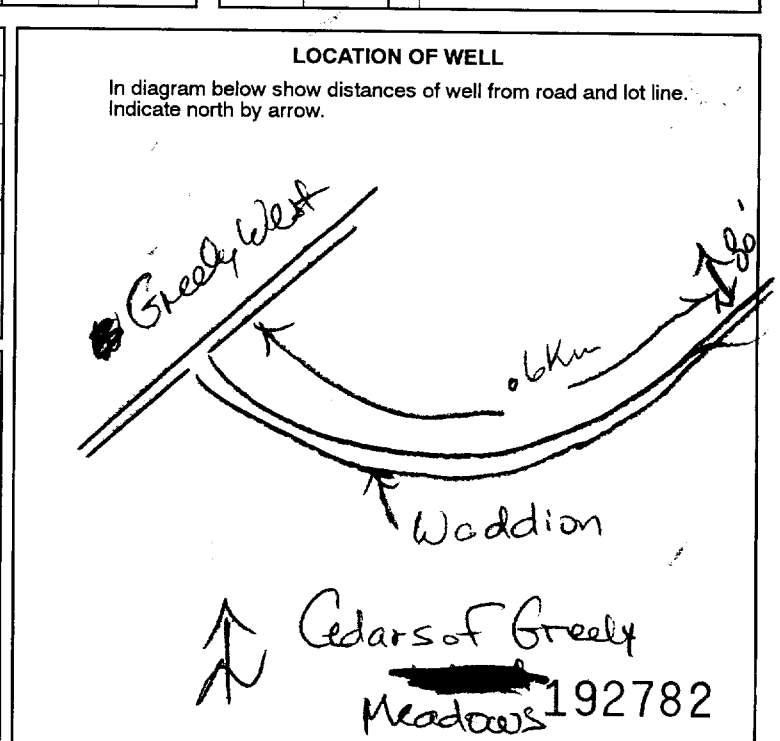 LOCATION OF WELL
In diagram below show distances of well from road and lot line.
Indicate north by arrow.
Greely West
80'
.6Km
Waddion
Cedars of Greely
Meadows
192782